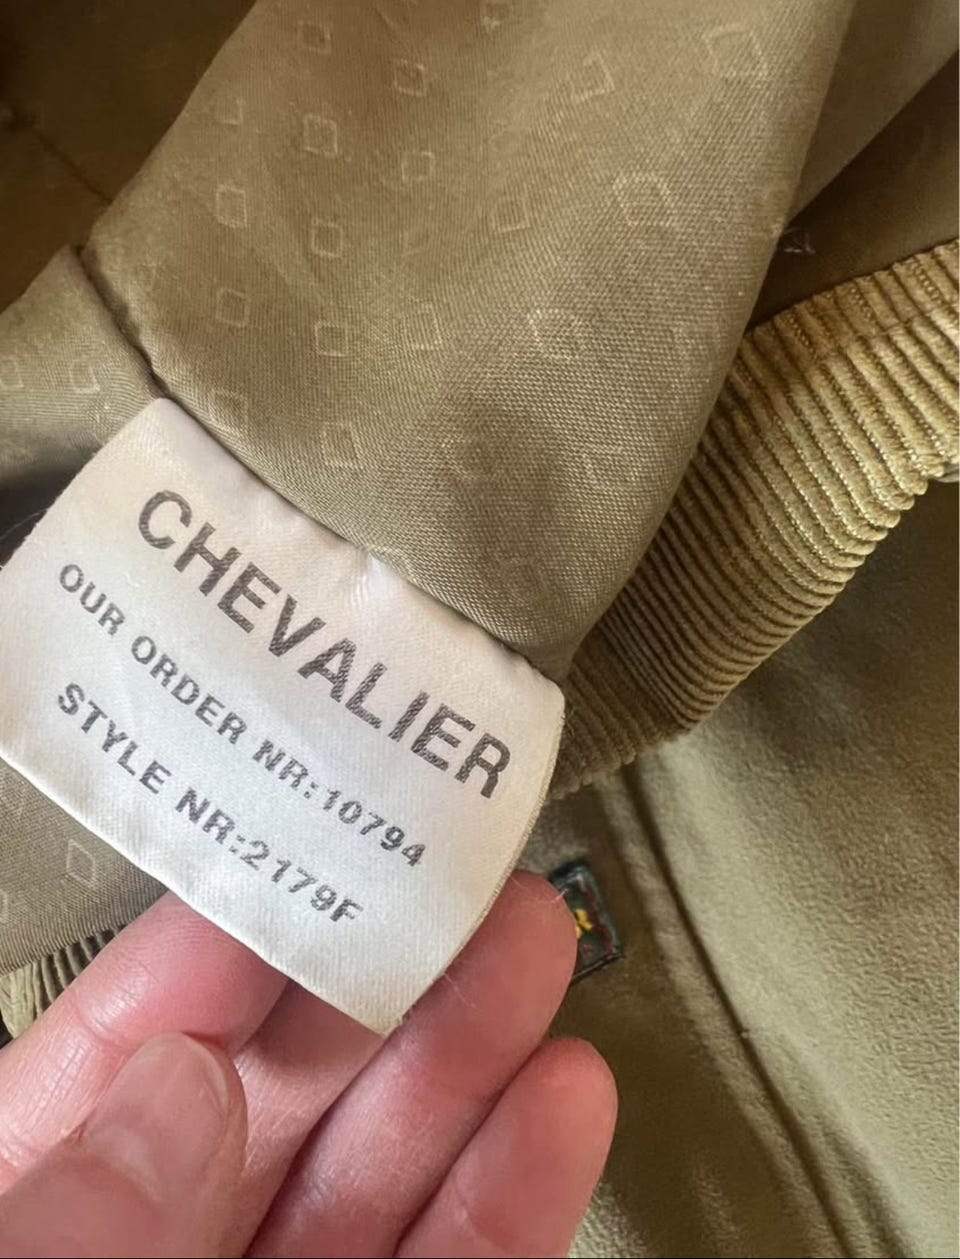 CHEVALIER
OUR ORDER NR:10794
STYLE NR:2179F